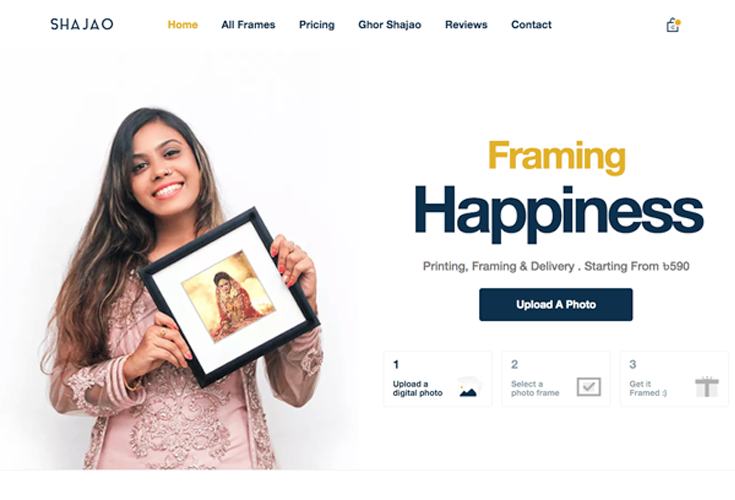 SHAJAO
Home All Frames Pricing Ghor Shajao Reviews Contact
Framing
Happiness
Printing, Framing & Delivery . Starting From ৳590
Upload A Photo
1
Upload a
digital photo
2
Select a
photo frame
3
Get it
Framed :)